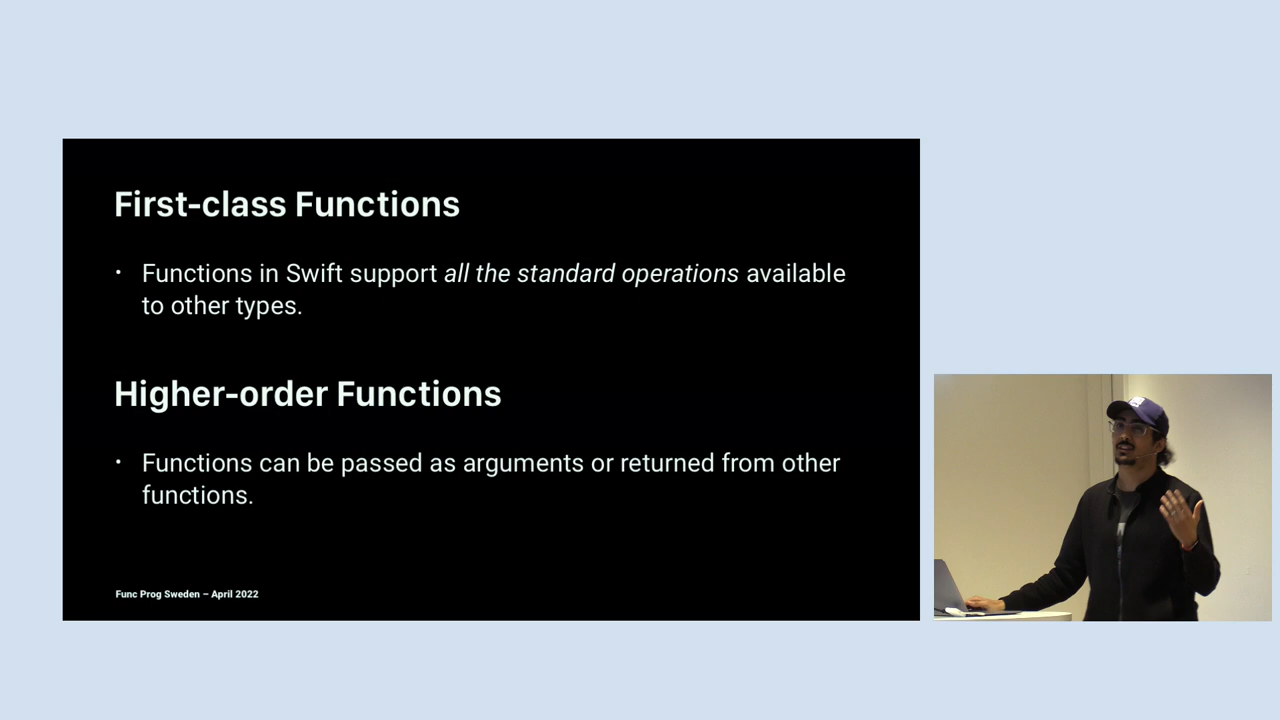 First-class Functions
• Functions in Swift support all the standard operations available
to other types.
Higher-order Functions
• Functions can be passed as arguments or returned from other
functions.
Func Prog Sweden – April 2022